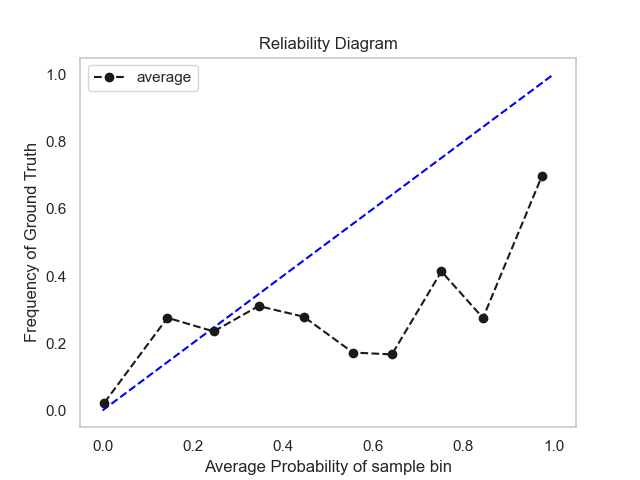 Reliability Diagram
average
Frequency of Ground Truth
1.0
0.8
0.6
0.4
0.2
0.0
0.0 0.2 0.4 0.6 0.8 1.0
Average Probability of sample bin